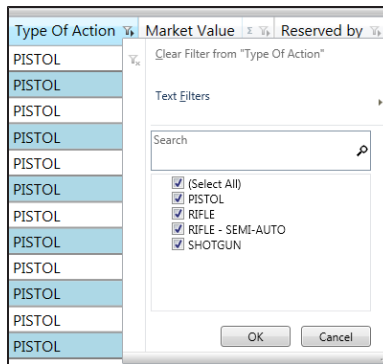 Type Of Action Market Value Σ Reserved by
PISTOL
PISTOL
PISTOL
PISTOL
PISTOL
PISTOL
PISTOL
PISTOL
PISTOL
PISTOL
PISTOL
PISTOL
Clear Filter from "Type Of Action"
Text Filters
Search
(Select All)
PISTOL
RIFLE
RIFLE - SEMI-AUTO
SHOTGUN
OK Cancel